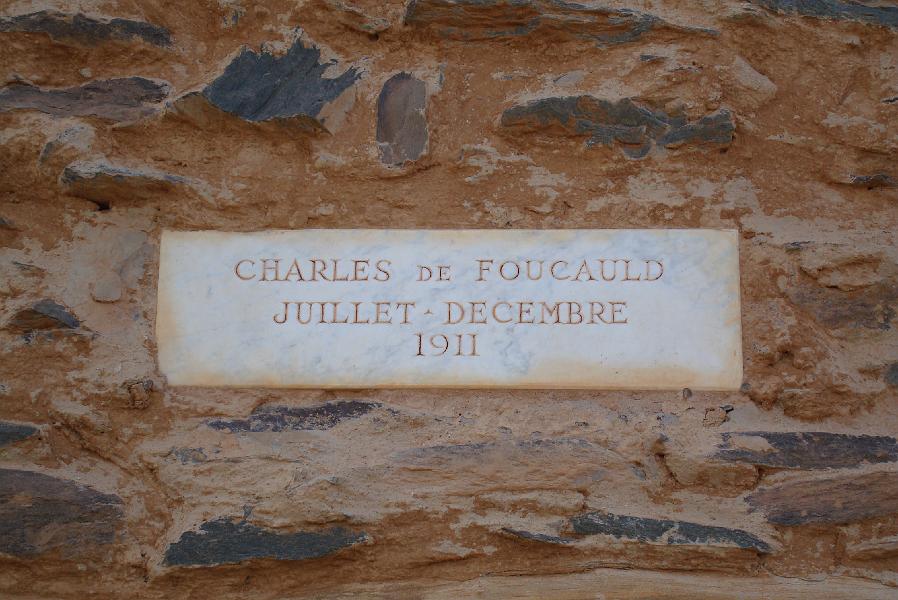 CHARLES DE FOUCAULD
JUILLET - DECEMBRE
1911